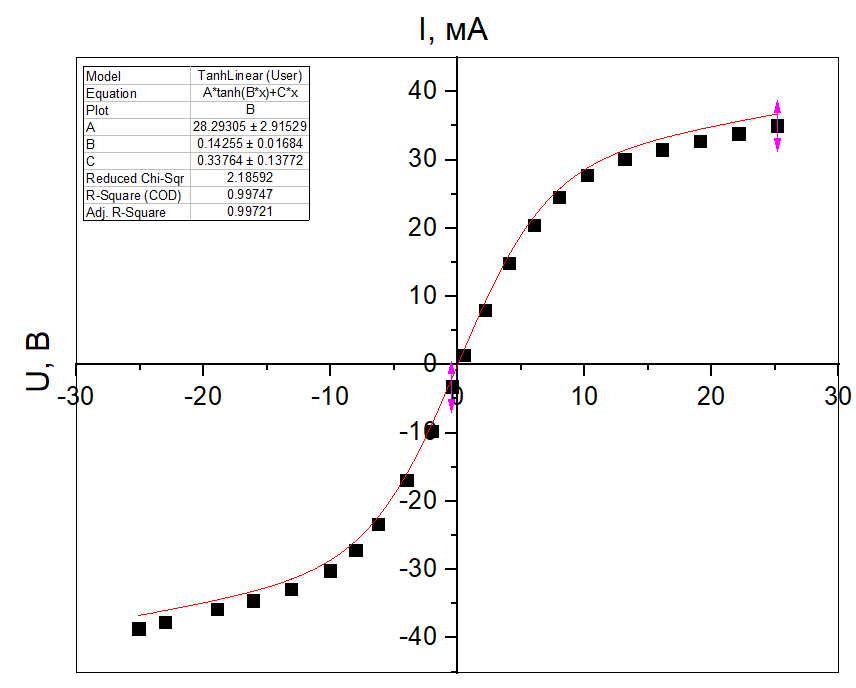 I, мА
Model TanhLinear (User)
Equation A*tanh(B*x)+C*x
Plot B
A 28.29305 ± 2.91529
B 0.14255 ± 0.01684
C 0.33764 ± 0.13772
Reduced Chi-Sqr 2.18592
R-Square (COD) 0.99747
Adj. R-Square 0.99721
40
30
20
10
0
U, В
-30 -20 -10 0 10 20 30
-10
-20
-30
-40